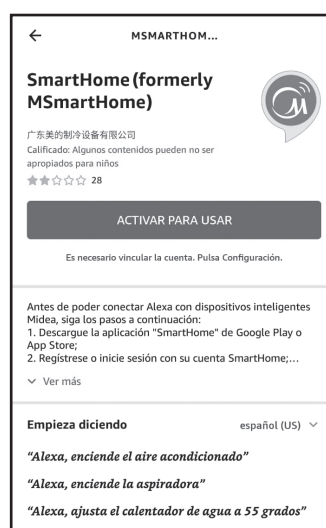 MSMARTHOM...
SmartHome (formerly
MSmartHome)
广东美的制冷设备有限公司
Calificado: Algunos contenidos pueden no ser
apropiados para niños
28
ACTIVAR PARA USAR
Es necesario vincular la cuenta. Pulsa Configuración.
Antes de poder conectar Alexa con dispositivos inteligentes
Midea, siga los pasos a continuación:
1. Descargue la aplicación "SmartHome" de Google Play o
App Store;
2. Regístrese o inicie sesión con su cuenta SmartHome;...
Ver más
Empieza diciendo español (US)
“Alexa, enciende el aire acondicionado”
“Alexa, enciende la aspiradora”
“Alexa, ajusta el calentador de agua a 55 grados”